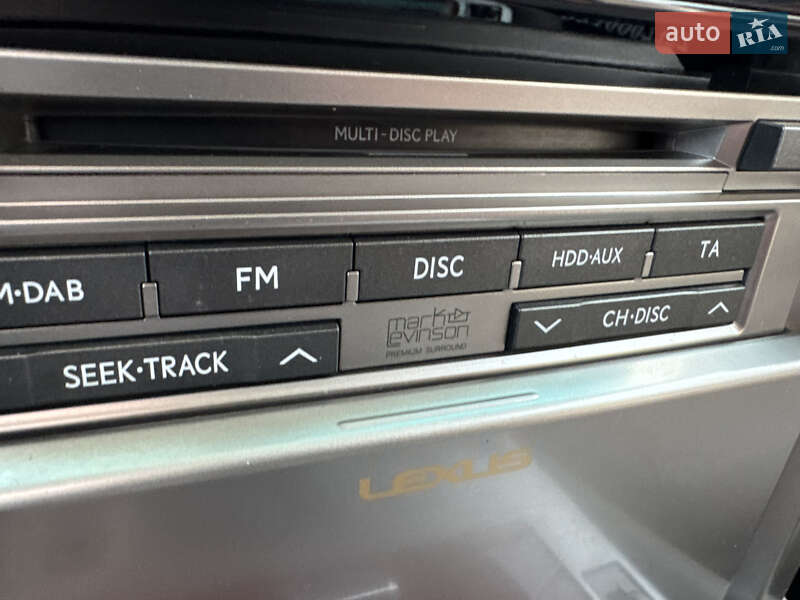 auto RIA
.com
MULTI-DISC PLAY
M·DAB FM DISC HDD·AUX TA
SEEK·TRACK
mark
levinson
PREMIUM SURROUND
CH·DISC
LEXUS